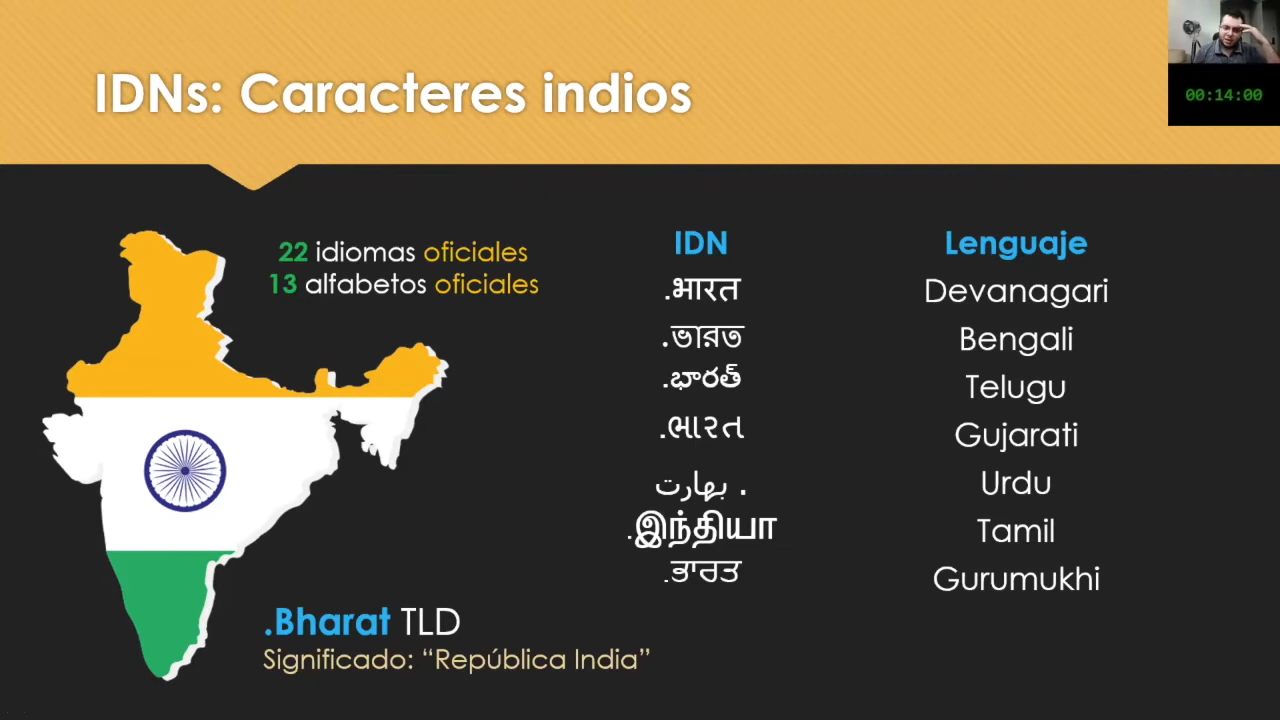 IDNs: Caracteres indios
00:14:00
22 idiomas oficiales
13 alfabetos oficiales
IDN Lenguaje
.भारत Devanagari
.ভারত Bengali
.భారత్ Telugu
.ભારત Gujarati
. بھارت Urdu
.இந்தியா Tamil
.ਭਾਰਤ Gurumukhi
.Bharat TLD
Significado: “República India”